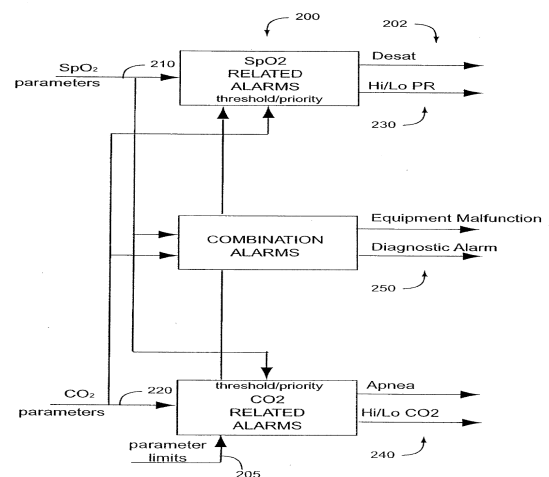 200
202
SpO2
RELATED
ALARMS
threshold/priority
SpO₂
parameters
210
Desat
Hi/Lo PR
230
COMBINATION
ALARMS
Equipment Malfunction
Diagnostic Alarm
250
CO₂
parameters
220
threshold/priority
CO2
RELATED
ALARMS
Apnea
Hi/Lo CO2
240
parameter
limits
205